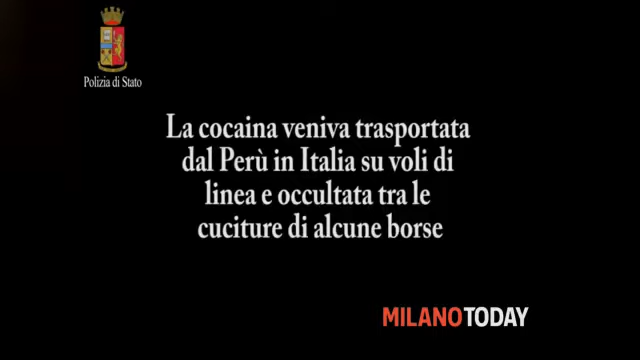 Polizia di Stato
La cocaina veniva trasportata
dal Perù in Italia su voli di
linea e occultata tra le
cuciture di alcune borse
MILANOTODAY